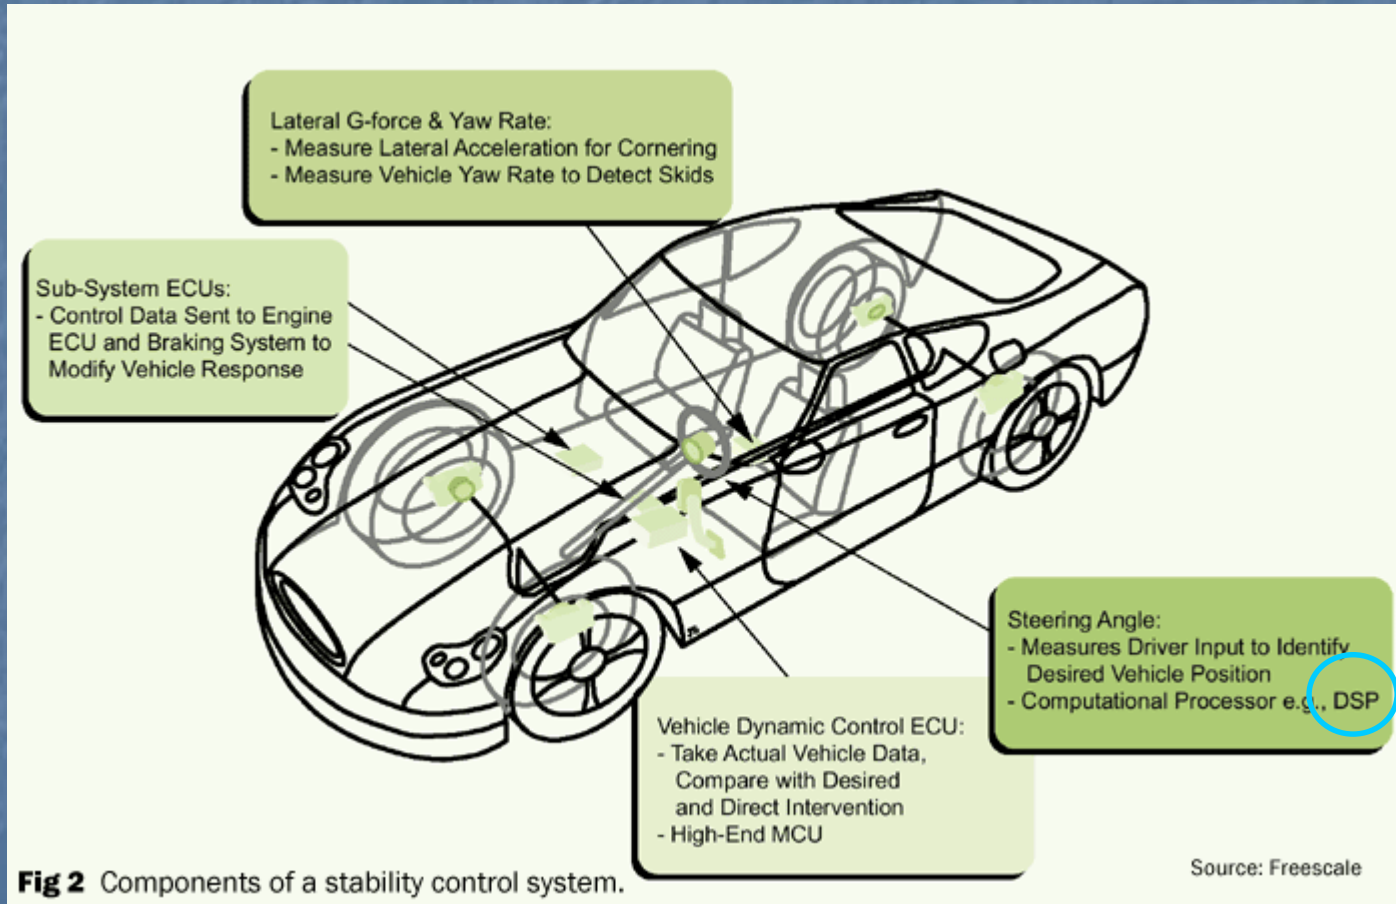 Lateral G-force & Yaw Rate:
- Measure Lateral Acceleration for Cornering
- Measure Vehicle Yaw Rate to Detect Skids
Sub-System ECUs:
- Control Data Sent to Engine
ECU and Braking System to
Modify Vehicle Response
Steering Angle:
- Measures Driver Input to Identify
Desired Vehicle Position
- Computational Processor e.g., DSP
Vehicle Dynamic Control ECU:
- Take Actual Vehicle Data,
Compare with Desired
and Direct Intervention
- High-End MCU
Source: Freescale
Fig 2 Components of a stability control system.